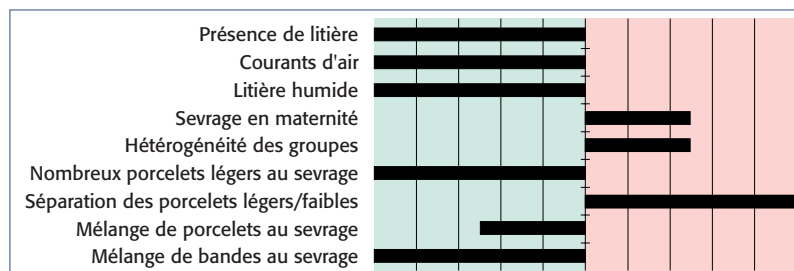 Présence de litière
Courants d'air
Litière humide
Sevrage en maternité
Hétérogénéité des groupes
Nombreux porcelets légers au sevrage
Séparation des porcelets légers/faibles
Mélange de porcelets au sevrage
Mélange de bandes au sevrage